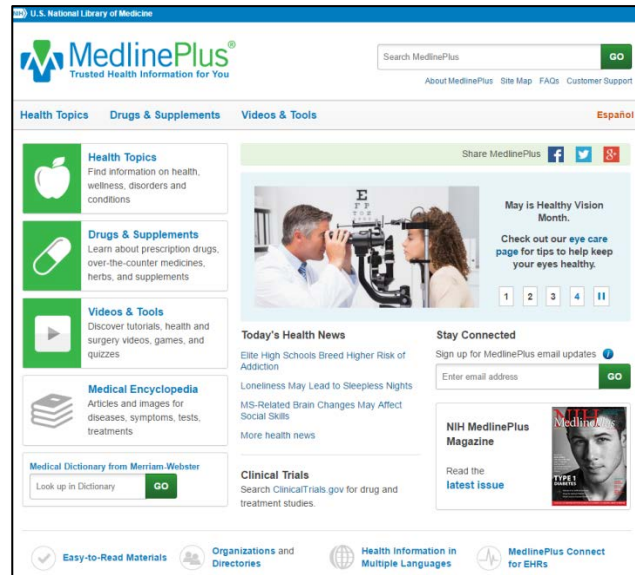 NIH U.S. National Library of Medicine
MedlinePlus®
Trusted Health Information for You
Search MedlinePlus GO
About MedlinePlus Site Map FAQs Customer Support
Health Topics Drugs & Supplements Videos & Tools Español
Health Topics
Find information on health,
wellness, disorders and
conditions
Drugs & Supplements
Learn about prescription drugs,
over-the-counter medicines,
herbs, and supplements
Videos & Tools
Discover tutorials, health and
surgery videos, games, and
quizzes
Medical Encyclopedia
Articles and images for
diseases, symptoms, tests,
treatments
Medical Dictionary from Merriam-Webster
Look up in Dictionary GO
Share MedlinePlus
E
F P
May is Healthy Vision
Month.
Check out our eye care
page for tips to help keep
your eyes healthy.
1 2 3 4
Today's Health News
Elite High Schools Breed Higher Risk of
Addiction
Loneliness May Lead to Sleepless Nights
MS-Related Brain Changes May Affect
Social Skills
More health news
Clinical Trials
Search ClinicalTrials.gov for drug and
treatment studies.
Stay Connected
Sign up for MedlinePlus email updates
Enter email address GO
NIH MedlinePlus
Magazine
Read the
latest issue
NIH
MedlinePlus
TYPE 1
DIABETES
Easy-to-Read Materials
Organizations and
Directories
Health Information in
Multiple Languages
MedlinePlus Connect
for EHRs